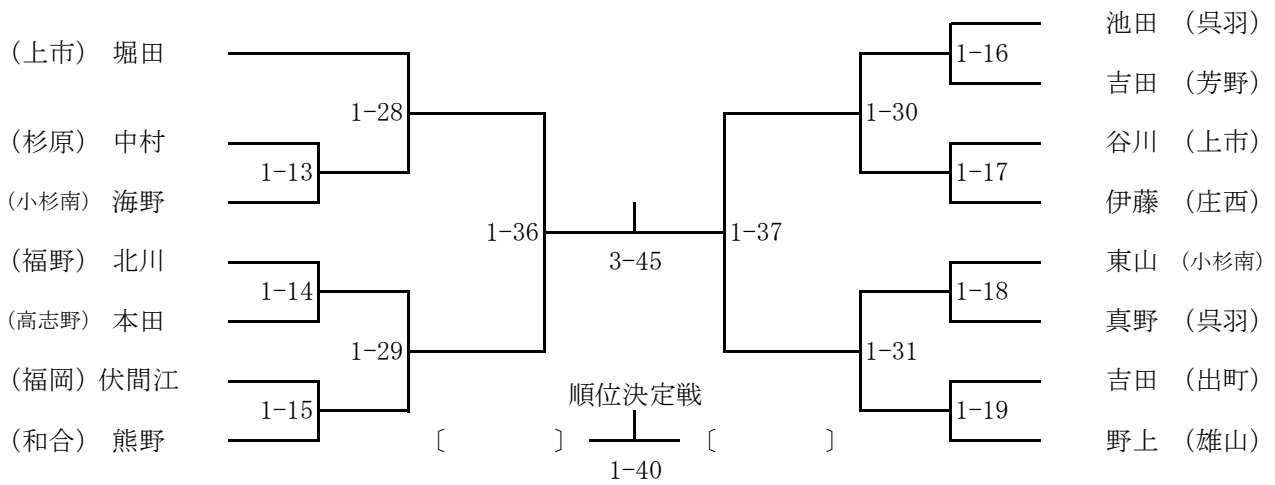 (上市) 堀田
(杉原) 中村
(小杉南) 海野
(福野) 北川
(高志野) 本田
(福岡) 伏間江
(和合) 熊野
1-13
1-14
1-15
1-28
1-29
1-36
3-45
順位決定戦
〔 〕 〔 〕
1-40
1-37
1-30
1-31
1-16
1-17
1-18
1-19
池田 (呉羽)
吉田 (芳野)
谷川 (上市)
伊藤 (庄西)
東山 (小杉南)
真野 (呉羽)
吉田 (出町)
野上 (雄山)